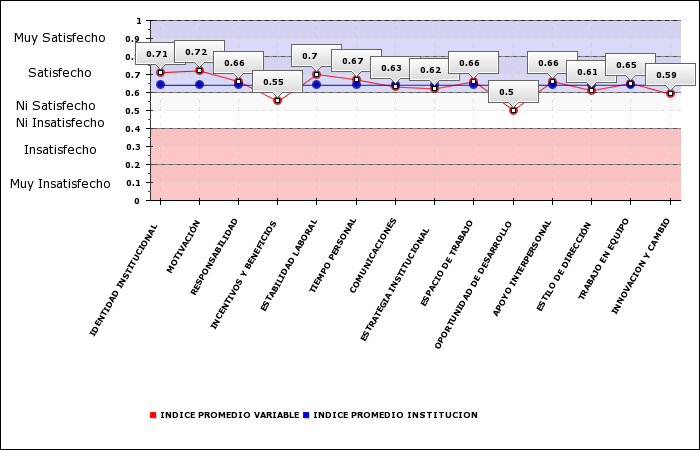 Muy Satisfecho
Satisfecho
Ni Satisfecho
Ni Insatisfecho
Insatisfecho
Muy Insatisfecho
1
0.9
0.8
0.7
0.6
0.5
0.4
0.3
0.2
0.1
0
0.71
0.72
0.66
0.55
0.7
0.67
0.63
0.62
0.66
0.5
0.66
0.61
0.65
0.59
IDENTIDAD INSTITUCIONAL
MOTIVACIÓN
RESPONSABILIDAD
INCENTIVOS Y BENEFICIOS
ESTABILIDAD LABORAL
TIEMPO PERSONAL
COMUNICACIONES
ESTRATEGIA INSTITUCIONAL
ESPACIO DE TRABAJO
OPORTUNIDAD DE DESARROLLO
APOYO INTERPERSONAL
ESTILO DE DIRECCIÓN
TRABAJO EN EQUIPO
INNOVACION Y CAMBIO
INDICE PROMEDIO VARIABLE INDICE PROMEDIO INSTITUCION